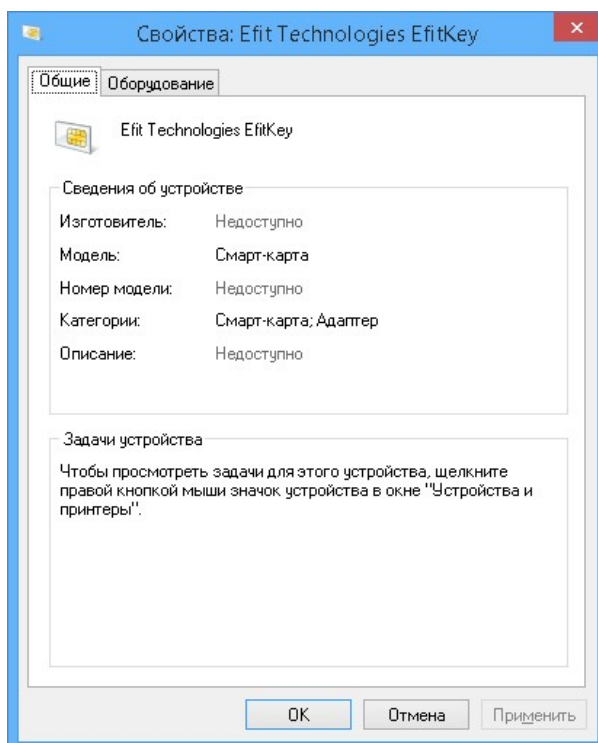 Свойства: Efit Technologies EfitKey
Общие
Оборудование
Efit Technologies EfitKey
Сведения об устройстве
Изготовитель: Недоступно
Модель: Смарт-карта
Номер модели: Недоступно
Категории: Смарт-карта; Адаптер
Описание: Недоступно
Задачи устройства
Чтобы просмотреть задачи для этого устройства, щелкните
правой кнопкой мыши значок устройства в окне "Устройства и
принтеры".
OK
Отмена
Применить